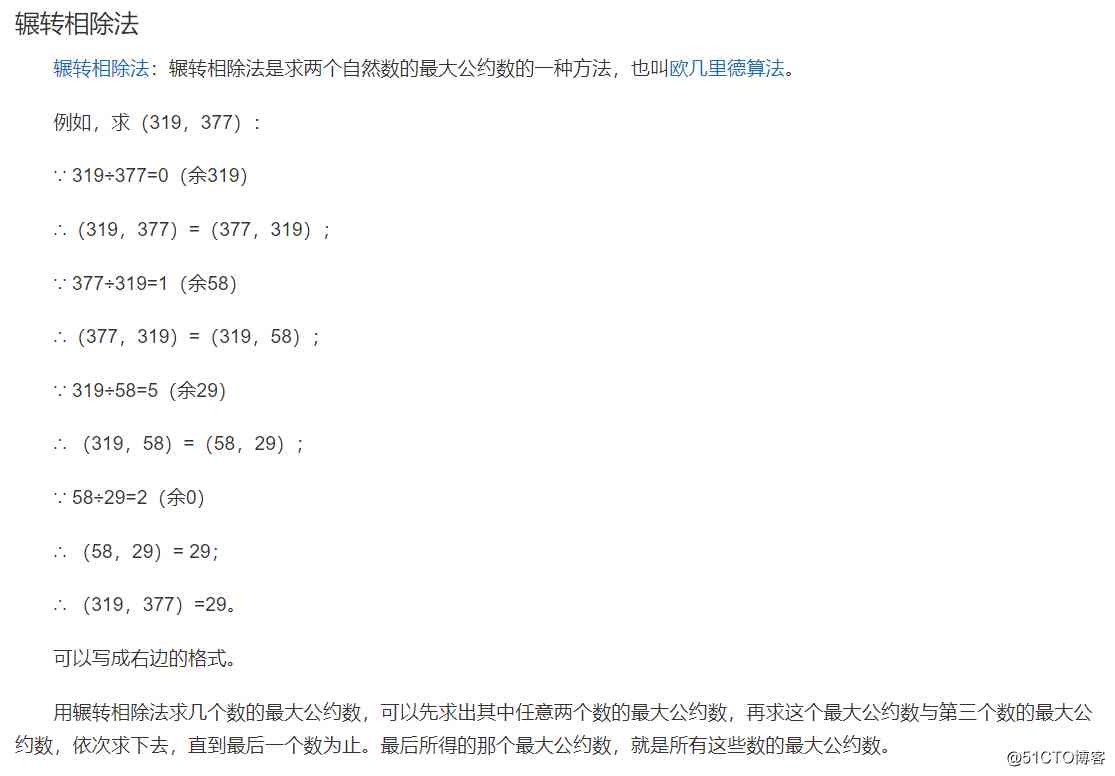 辗转相除法
辗转相除法：辗转相除法是求两个自然数的最大公约数的一种方法，也叫欧几里德算法。
例如，求（319，377）：
∵ 319÷377=0（余319）
∴（319，377）=（377，319）；
∵ 377÷319=1（余58）
∴（377，319）=（319，58）；
∵ 319÷58=5（余29）
∴ （319，58）=（58，29）；
∵ 58÷29=2（余0）
∴ （58，29）= 29；
∴ （319，377）=29。
可以写成右边的格式。
用辗转相除法求几个数的最大公约数，可以先求出其中任意两个数的最大公约数，再求这个最大公约数与第三个数的最大公
约数，依次求下去，直到最后一个数为止。最后所得的那个最大公约数，就是所有这些数的最大公约数。
@51CTO博客